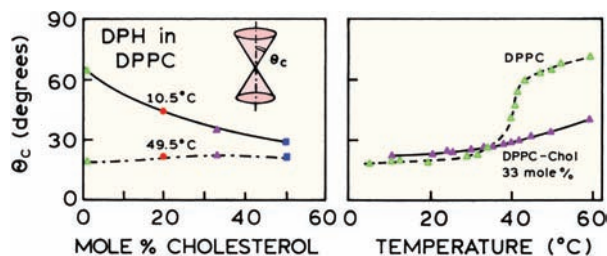 90
60
30
0
θc (degrees)
DPH in
DPPC
θc
10.5°C
49.5°C
0 20 40 60
MOLE % CHOLESTEROL
DPPC
DPPC-Chol
33 mole %
0 20 40 60
TEMPERATURE (°C)